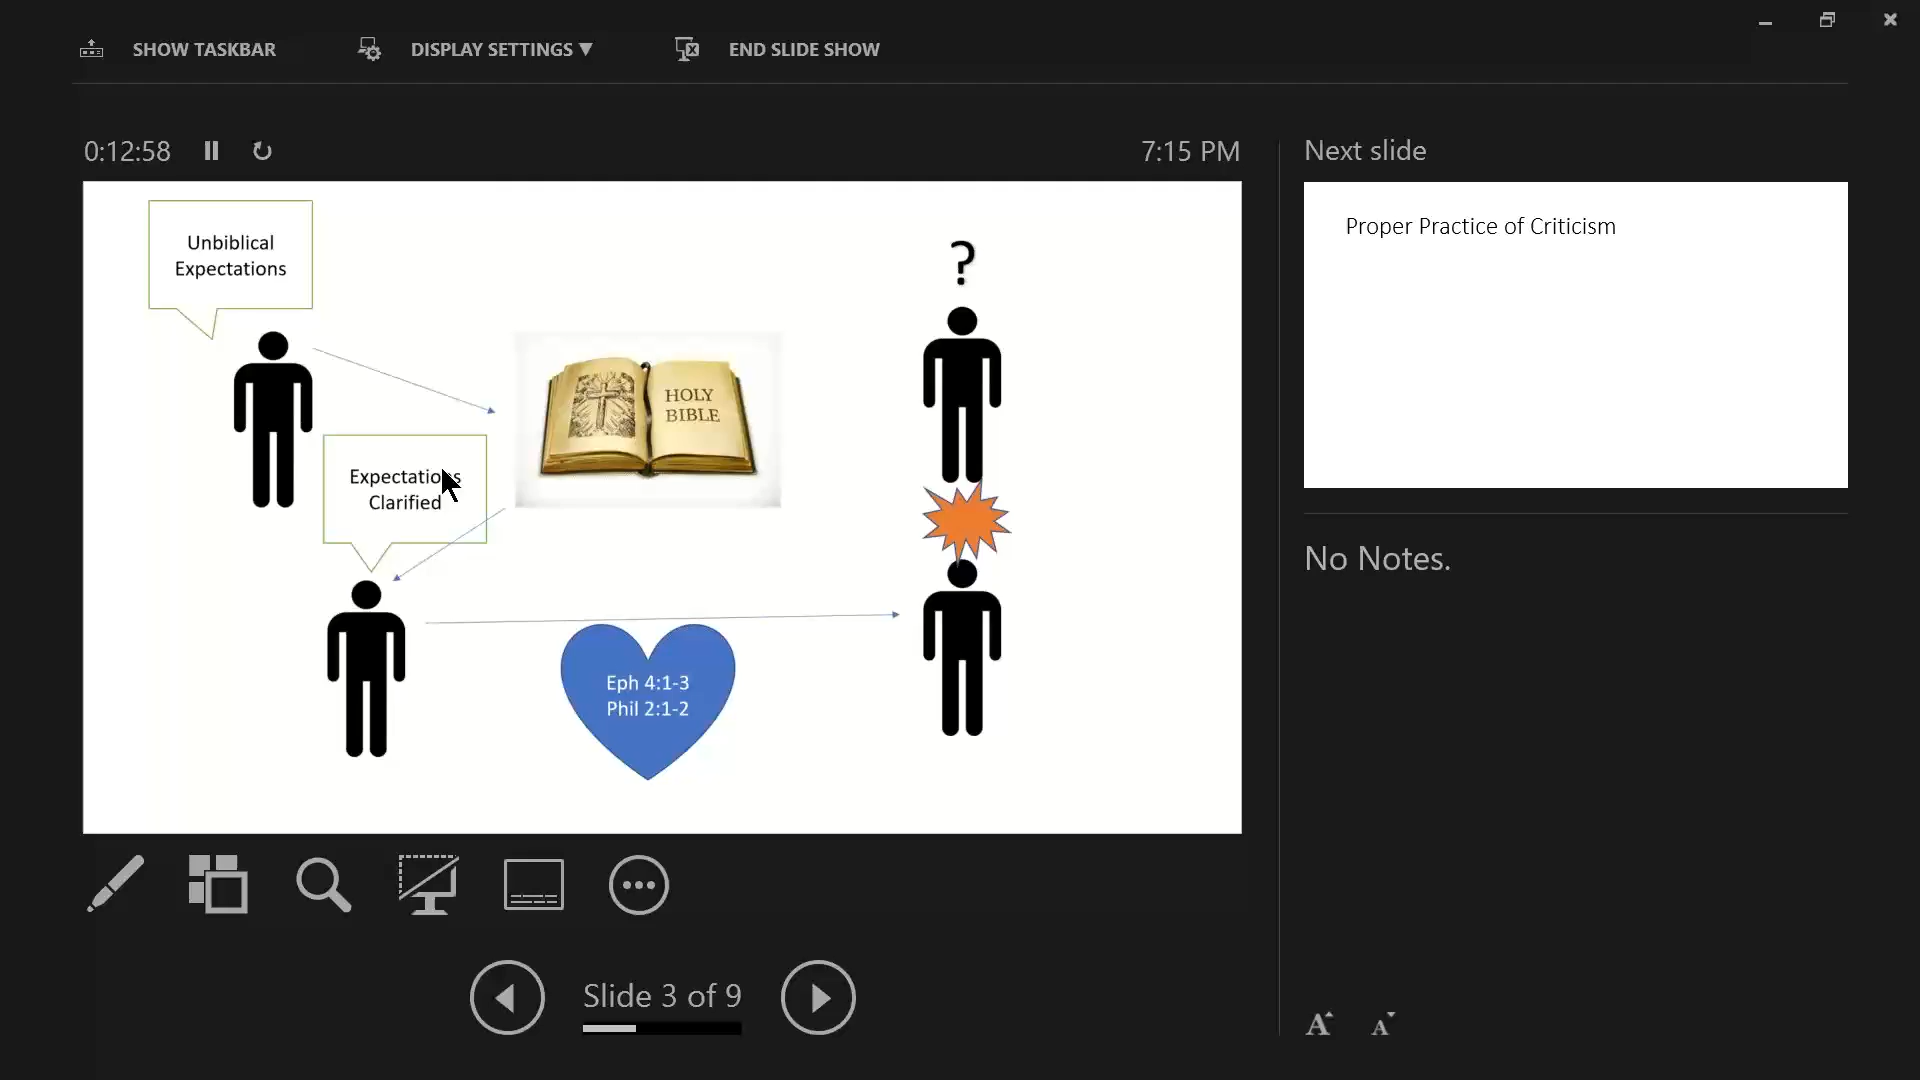 SHOW TASKBAR
DISPLAY SETTINGS ▼
END SLIDE SHOW
0:12:58
7:15 PM
Next slide
Unbiblical
Expectations
?
HOLY
BIBLE
Expectations
Clarified
Eph 4:1-3
Phil 2:1-2
Proper Practice of Criticism
No Notes.
Slide 3 of 9
A
A